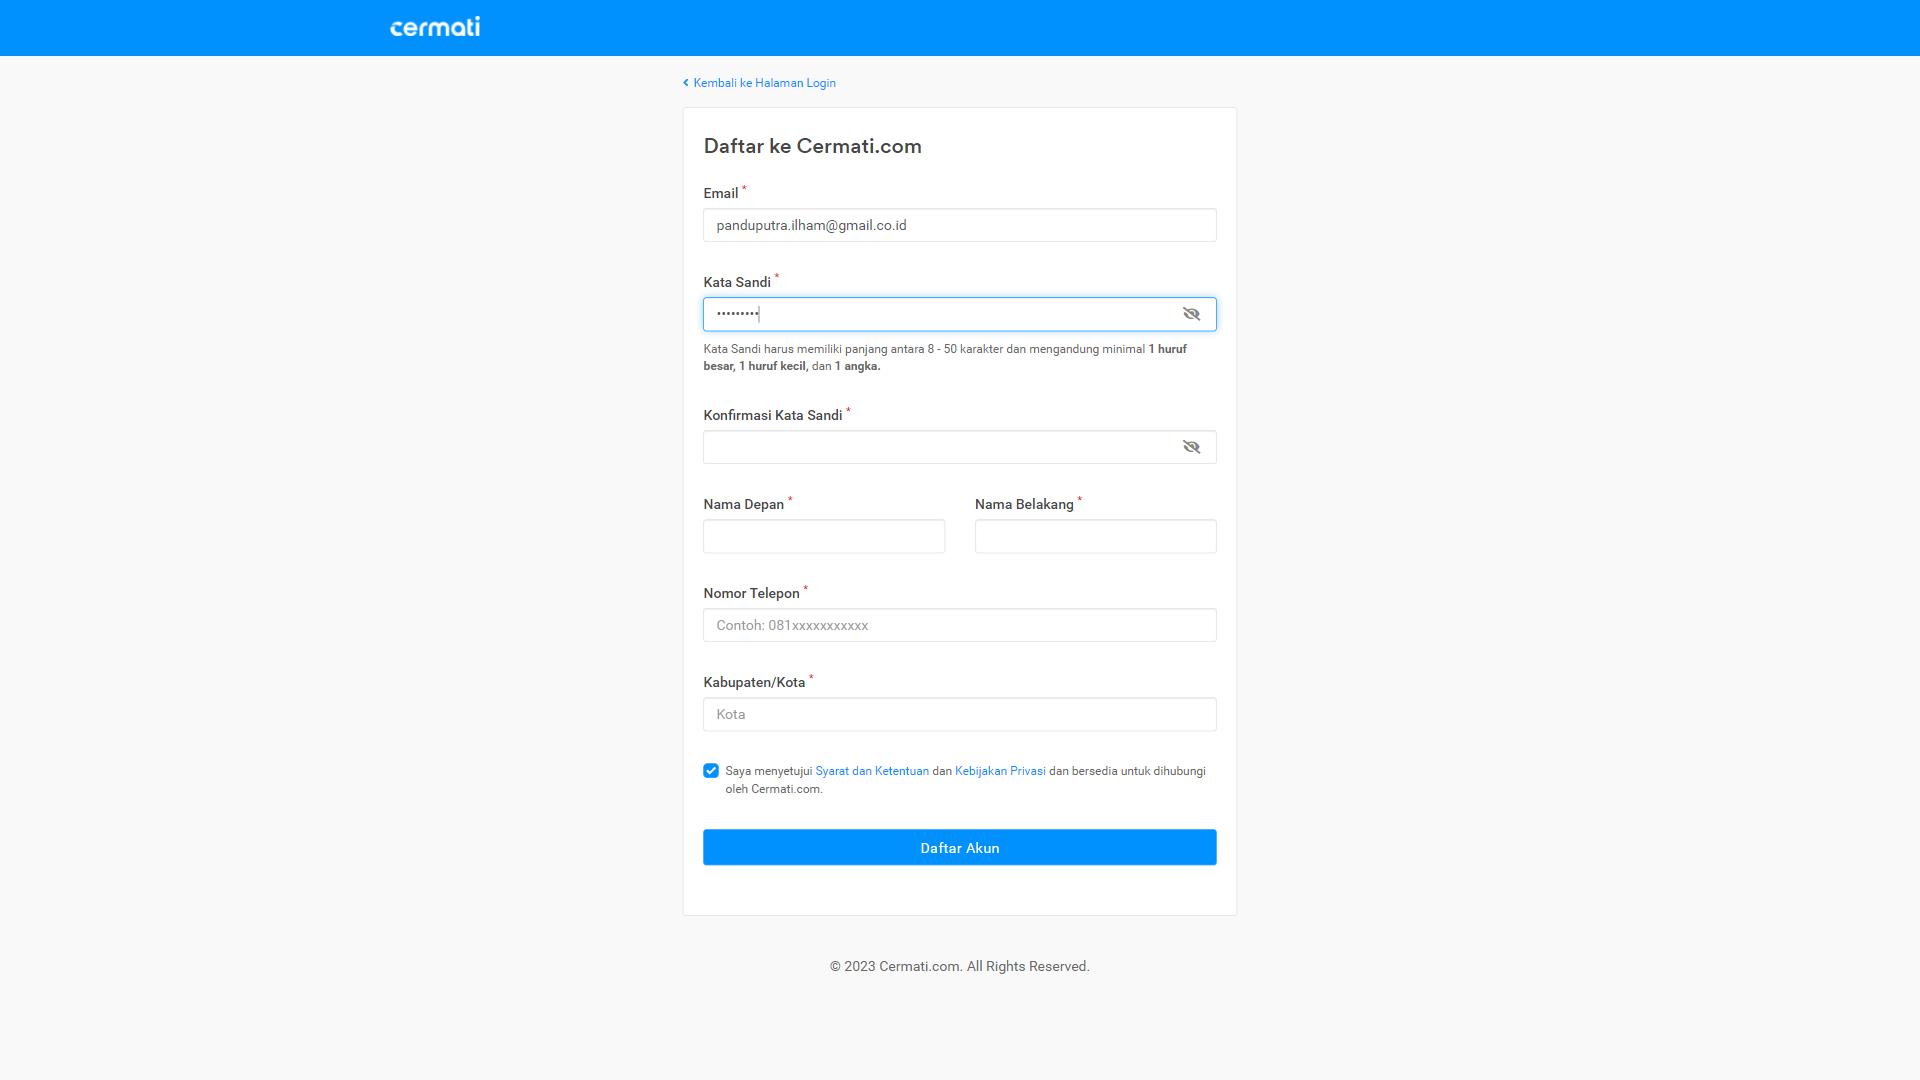 cermati
Kembali ke Halaman Login
Daftar ke Cermati.com
Email *
panduputra.ilham@gmail.co.id
Kata Sandi *
•••••••••
Kata Sandi harus memiliki panjang antara 8 - 50 karakter dan mengandung minimal 1 huruf
besar, 1 huruf kecil, dan 1 angka.
Konfirmasi Kata Sandi *
Nama Depan *
Nama Belakang *
Nomor Telepon *
Contoh: 081xxxxxxxxxxx
Kabupaten/Kota *
Kota
Saya menyetujui Syarat dan Ketentuan dan Kebijakan Privasi dan bersedia untuk dihubungi
oleh Cermati.com.
Daftar Akun
© 2023 Cermati.com. All Rights Reserved.